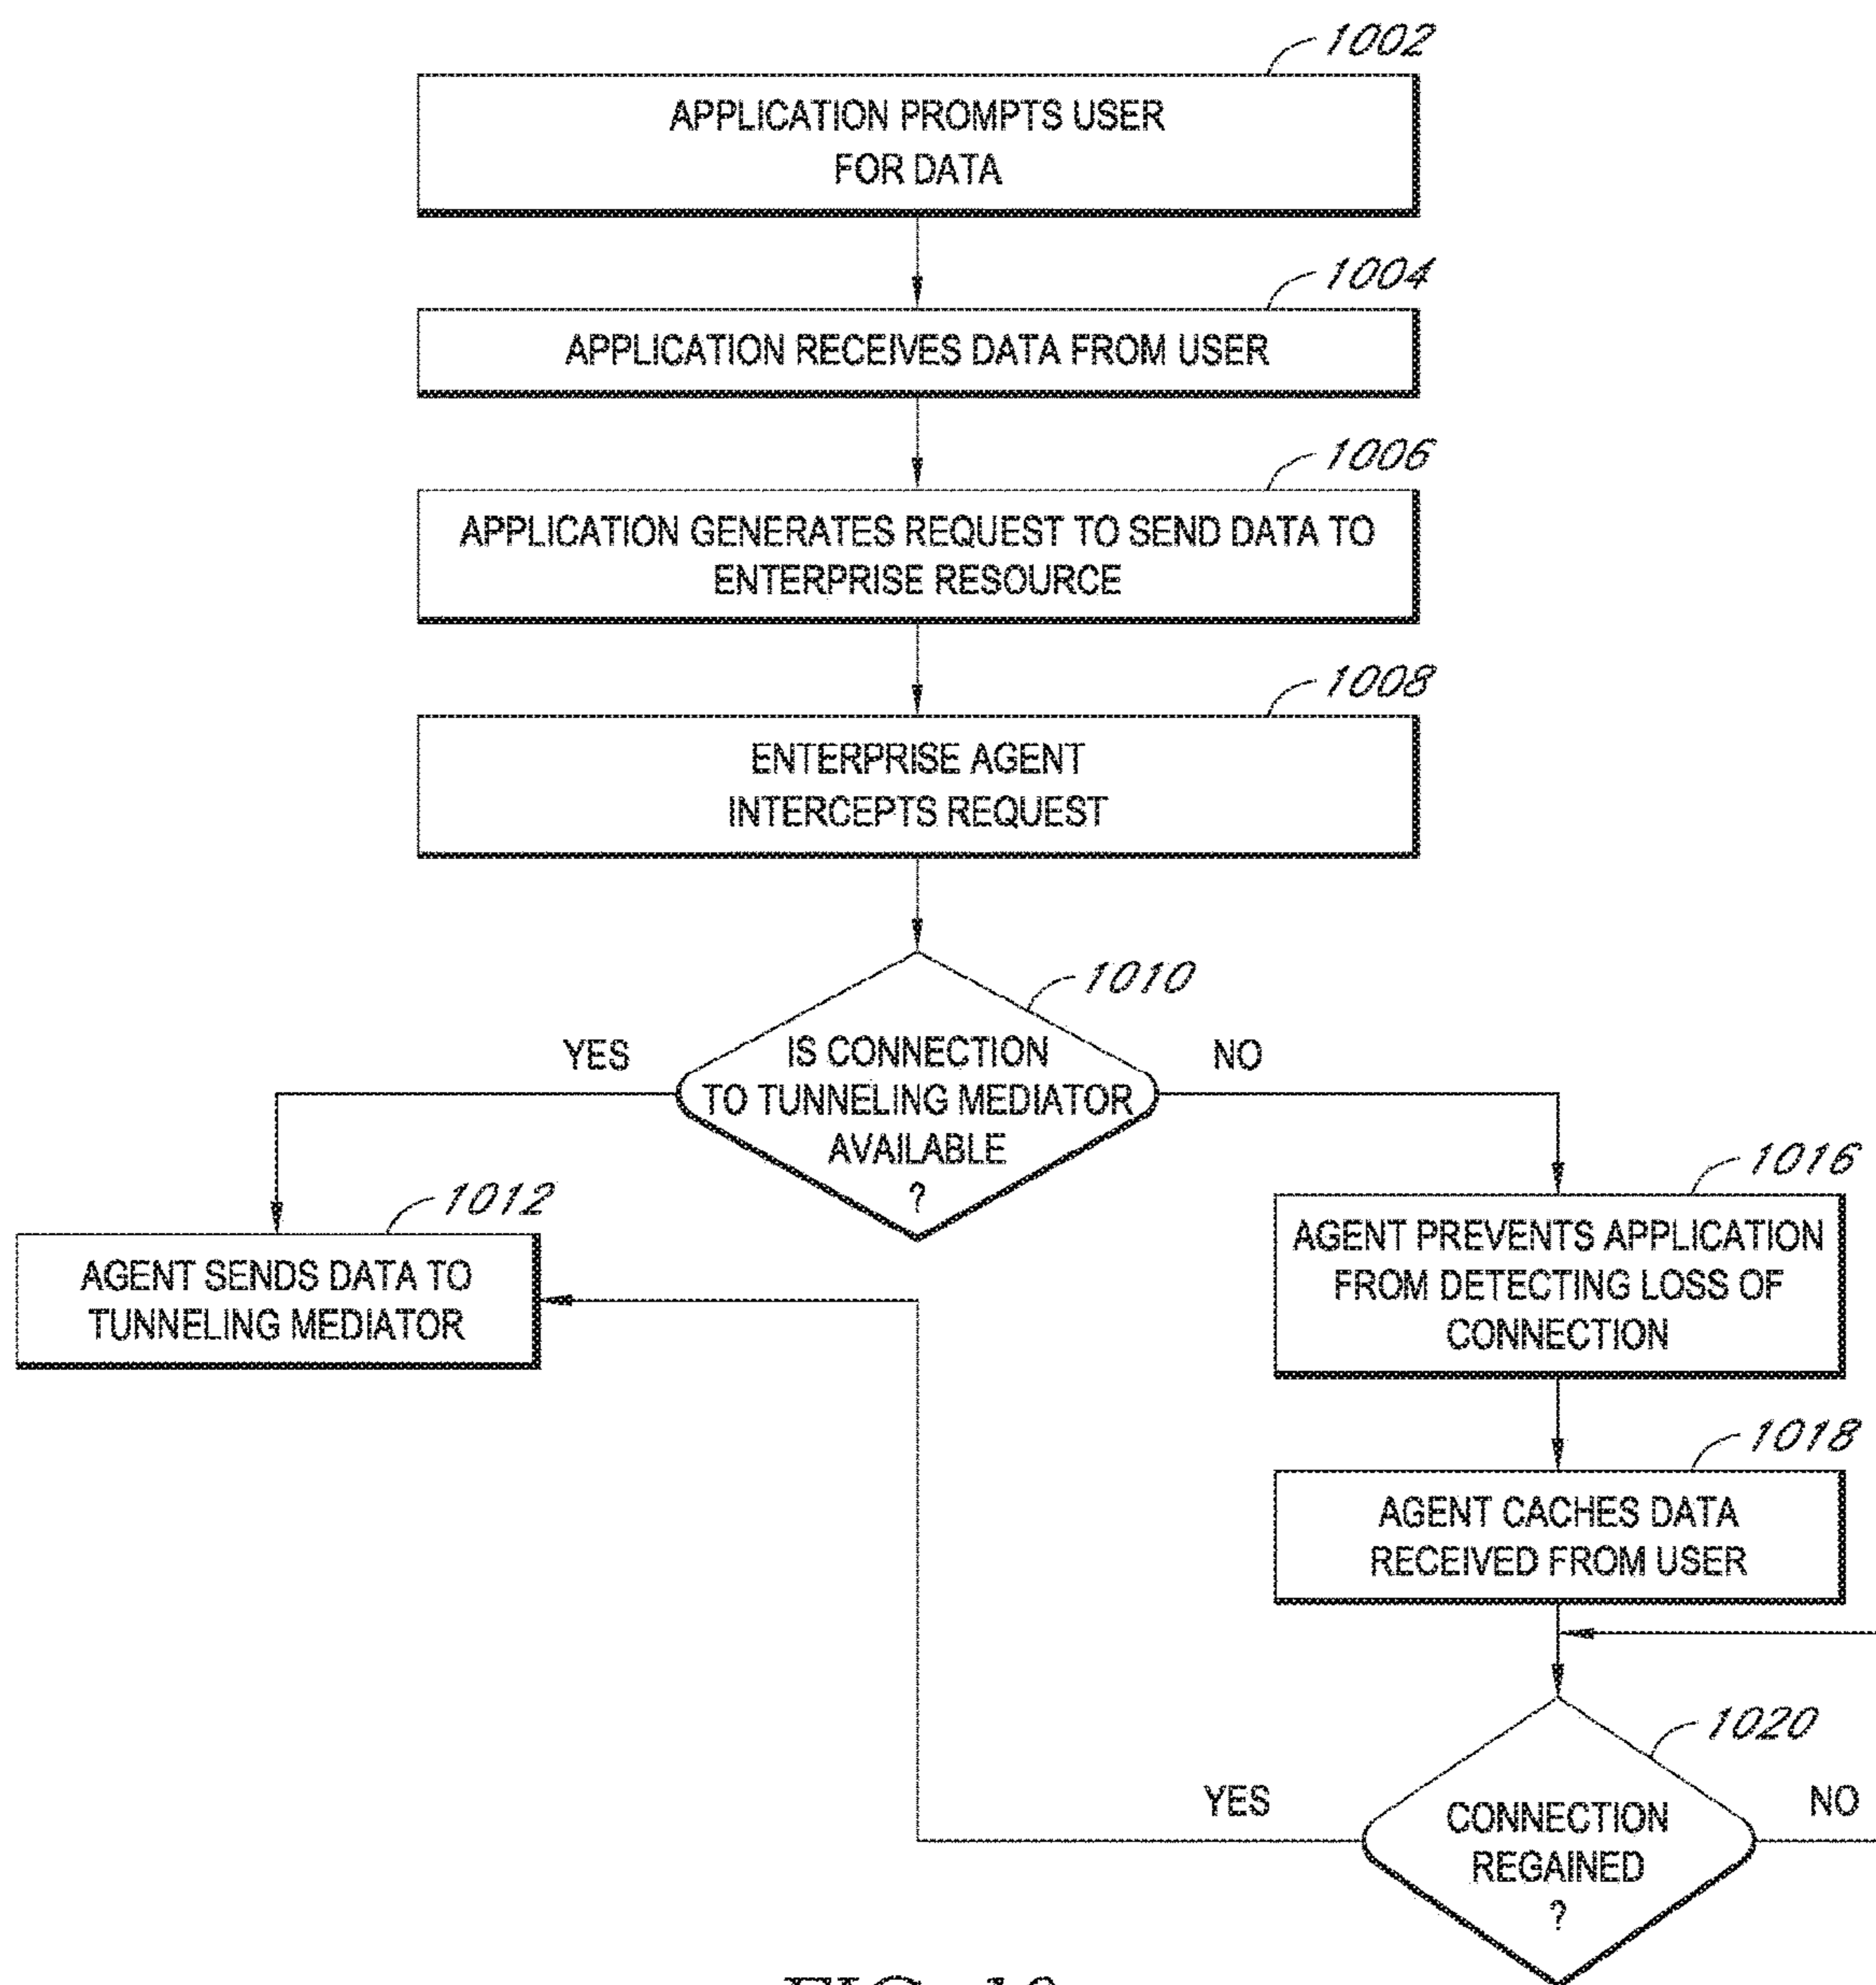 1002
APPLICATION PROMPTS USER
FOR DATA
1004
APPLICATION RECEIVES DATA FROM USER
1006
APPLICATION GENERATES REQUEST TO SEND DATA TO
ENTERPRISE RESOURCE
1008
ENTERPRISE AGENT
INTERCEPTS REQUEST
1010
YES
IS CONNECTION
TO TUNNELING MEDIATOR
AVAILABLE
?
NO
1012
AGENT SENDS DATA TO
TUNNELING MEDIATOR
1016
AGENT PREVENTS APPLICATION
FROM DETECTING LOSS OF
CONNECTION
1018
AGENT CACHES DATA
RECEIVED FROM USER
1020
YES
CONNECTION
REGAINED
?
NO